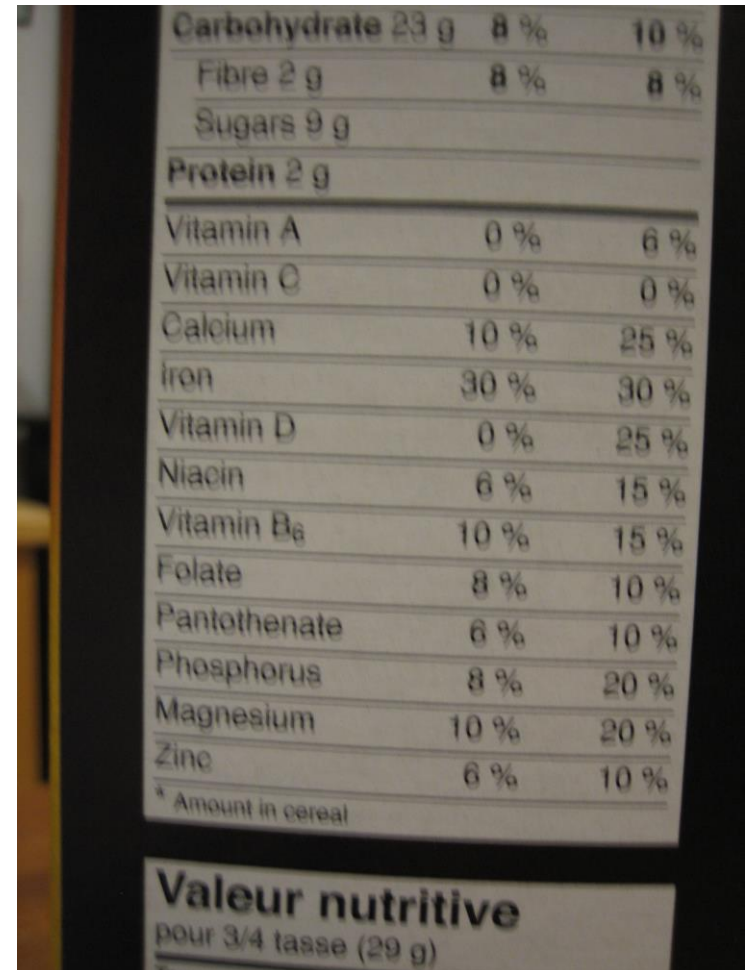 Carbohydrate 23 g 8 % 10 %
Fibre 2 g 8 % 8 %
Sugars 9 g
Protein 2 g
Vitamin A 0 % 6 %
Vitamin C 0 % 0 %
Calcium 10 % 25 %
Iron 30 % 30 %
Vitamin D 0 % 25 %
Niacin 6 % 15 %
Vitamin B6 10 % 15 %
Folate 8 % 10 %
Pantothenate 6 % 10 %
Phosphorus 8 % 20 %
Magnesium 10 % 20 %
Zinc 6 % 10 %
* Amount in cereal
Valeur nutritive
pour 3/4 tasse (29 g)